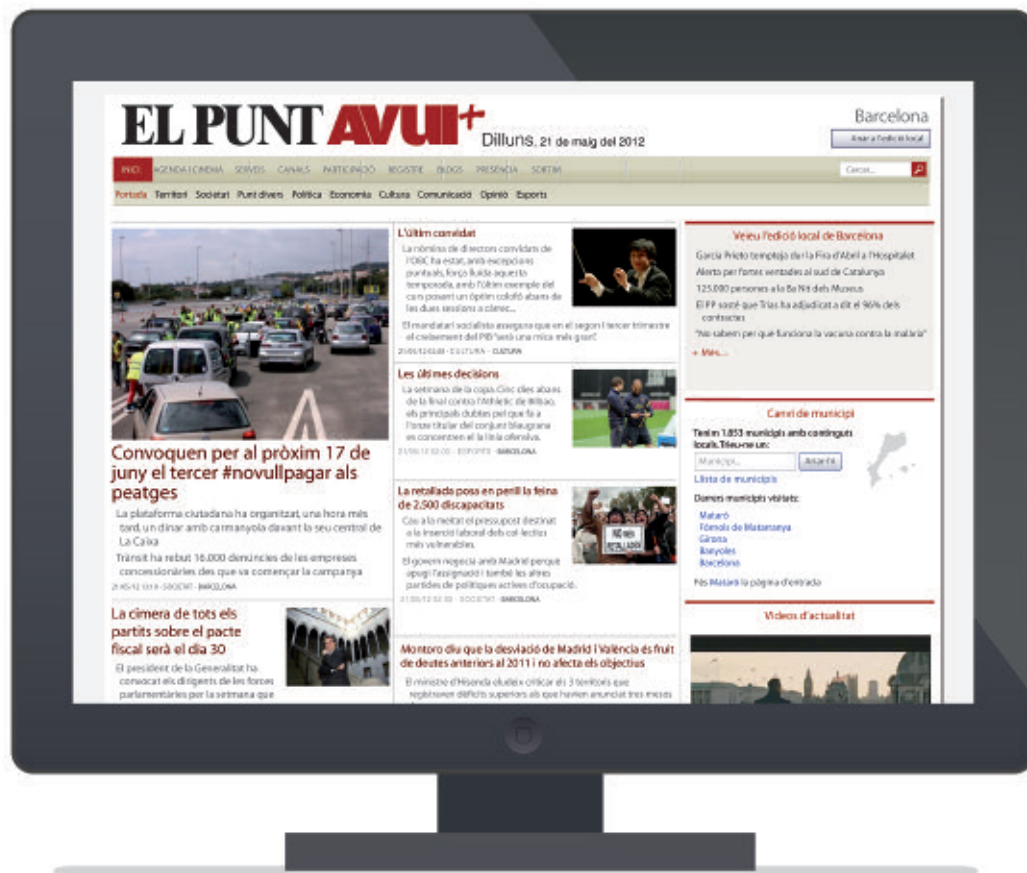 EL PUNT AVUI+
Dilluns, 21 de maig del 2012
Barcelona
Anar a l'edició local
INICI AGENDA I CINEMA SERVEIS CANALS PARTICIPACIÓ REGISTRE BLOGS PRESÈNCIA SORTIM
Cercar...
Portada Territori Societat Punt divers Política Economia Cultura Comunicació Opinió Esports
Convoquen per al pròxim 17 de
juny el tercer #novullpagar als
peatges
La plataforma ciutadana ha organitzat, una hora més
tard, un dinar amb carmanyola davant la seu central de
La Caixa
Trànsit ha rebut 16.000 denúncies de les empreses
concessionàries des que va començar la campanya
SOCIETAT - BARCELONA
La cimera de tots els
partits sobre el pacte
fiscal serà el dia 30
El president de la Generalitat ha
convocat els dirigents de les forces
parlamentàries per la setmana que
L'últim convidat
La nòmina de directors convidats de
l'OBC ha estat, amb excepcions
puntuals, força fluida aquesta
temporada, amb l'últim exemple del
cors posant un òptim colofó abans de
les dues sessions a càrrec...
El mandatari socialista assegura que en el segon i tercer trimestre
el creixement del PIB "serà una mica més gran".
CULTURA - CULTURA
Les últimes decisions
La setmana de la copa. Cinc dies abans
de la final contra l'Athletic de Bilbao,
els principals dubtes pel que fa a
l'onze titular del conjunt blaugrana
es concentren el la línia ofensiva.
ESPORTS - BARCELONA
La retallada posa en perill la feina
de 2.500 discapacitats
Cau a la meitat el pressupost destinat
a la inserció laboral dels col·lectius
més vulnerables.
NO MÉS
RETALLADES
El govern negocia amb Madrid perquè
apugi l'assignació i també les altres
partides de polítiques actives d'ocupació.
SOCIETAT - BARCELONA
Montoro diu que la desviació de Madrid i València és fruit
de deutes anteriors al 2011 i no afecta els objectius
El ministre d'Hisenda eludeix criticar els 3 territoris que
registraven dèficits superiors als que havien anunciat tres mesos
Veieu l'edició local de Barcelona
García Prieto tempteja dur la Fira d'Abril a l'Hospitalet
Alerta per fortes ventades al sud de Catalunya
125.000 persones a la 8a Nit dels Museus
El PP sosté que Trias ha adjudicat a dit el 96% dels
contractes
"No sabem per què funciona la vacuna contra la malària"
+ Més...
Canvi de municipi
Tenim 1.853 municipis amb continguts
locals. Trieu-ne un:
Municipi...
Anar-hi
Llista de municipis
Darrers municipis visitats:
Mataró
Fórnols de Matarranya
Girona
Banyoles
Barcelona
Fés Mataró la pàgina d'entrada
Vídeos d'actualitat